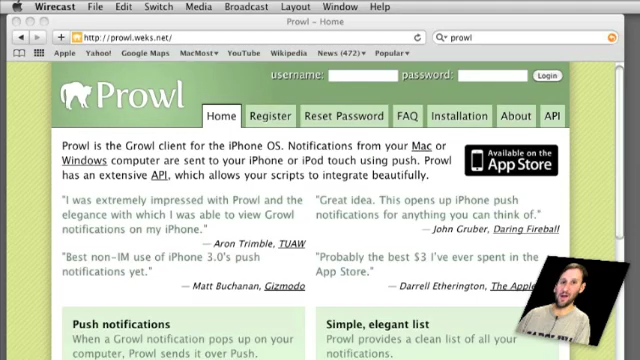 Wirecast File Edit Switch Media Broadcast Layout Window Help
Prowl – Home
http://prowl.weks.net/
prowl
Apple Yahoo! Google Maps MacMost YouTube Wikipedia News (472) Popular
username: password: Login
Prowl
Home Register Reset Password FAQ Installation About API
Prowl is the Growl client for the iPhone OS. Notifications from your Mac or
Windows computer are sent to your iPhone or iPod touch using push. Prowl
has an extensive API, which allows your scripts to integrate beautifully.
Available on the
App Store
"I was extremely impressed with Prowl and the
elegance with which I was able to view Growl
notifications on my iPhone."
— Aron Trimble, TUAW
"Great idea. This opens up iPhone push
notifications for anything you can think of."
— John Gruber, Daring Fireball
"Best non-IM use of iPhone 3.0's push
notifications yet."
— Matt Buchanan, Gizmodo
"Probably the best $3 I've ever spent in the
App Store."
— Darrell Etherington, The Apple
Push notifications
When a Growl notification pops up on your
computer, Prowl sends it over Push.
Simple, elegant list
Prowl provides a clean list of all your
notifications.